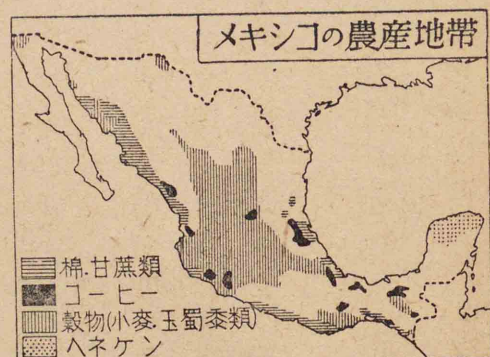 メキシコの農産地帶
棉.甘蔗類
コーヒー
穀物(小麥.玉蜀黍類)
ヘネケン